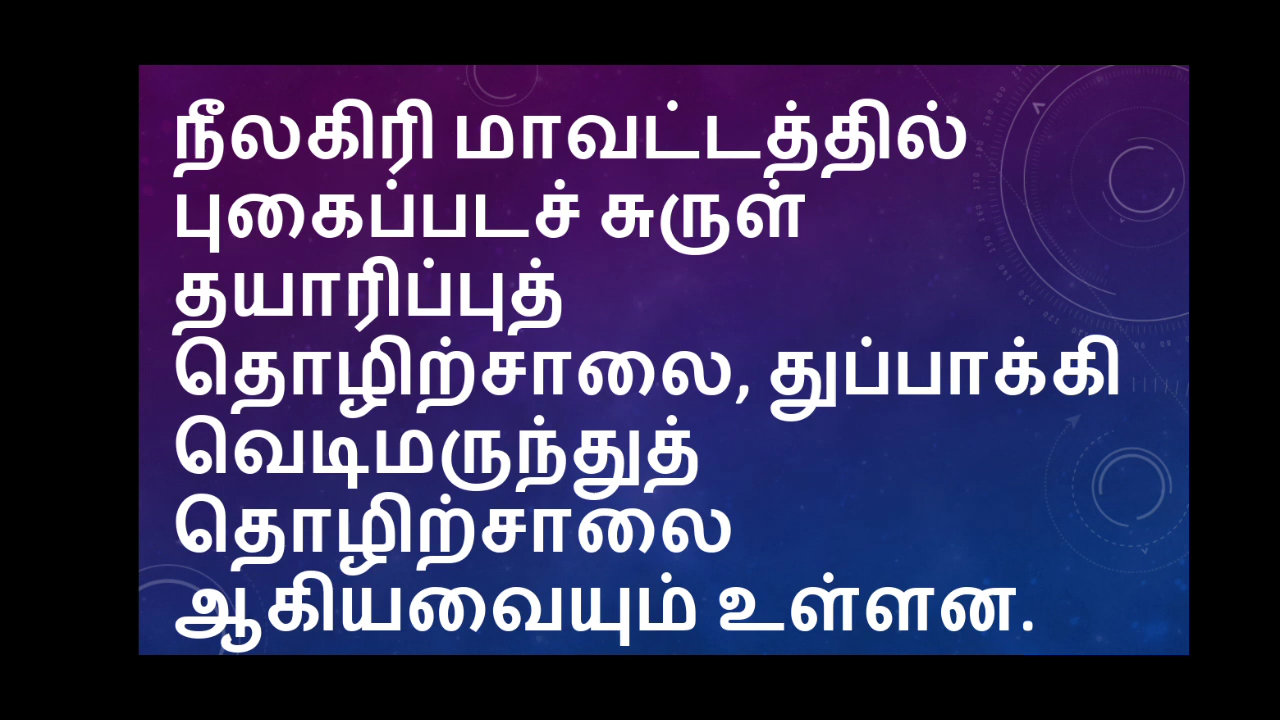 நீலகிரி மாவட்டத்தில்
புகைப்படச் சுருள்
தயாரிப்புத்
தொழிற்சாலை, துப்பாக்கி
வெடிமருந்துத்
தொழிற்சாலை
ஆகியவையும் உள்ளன.